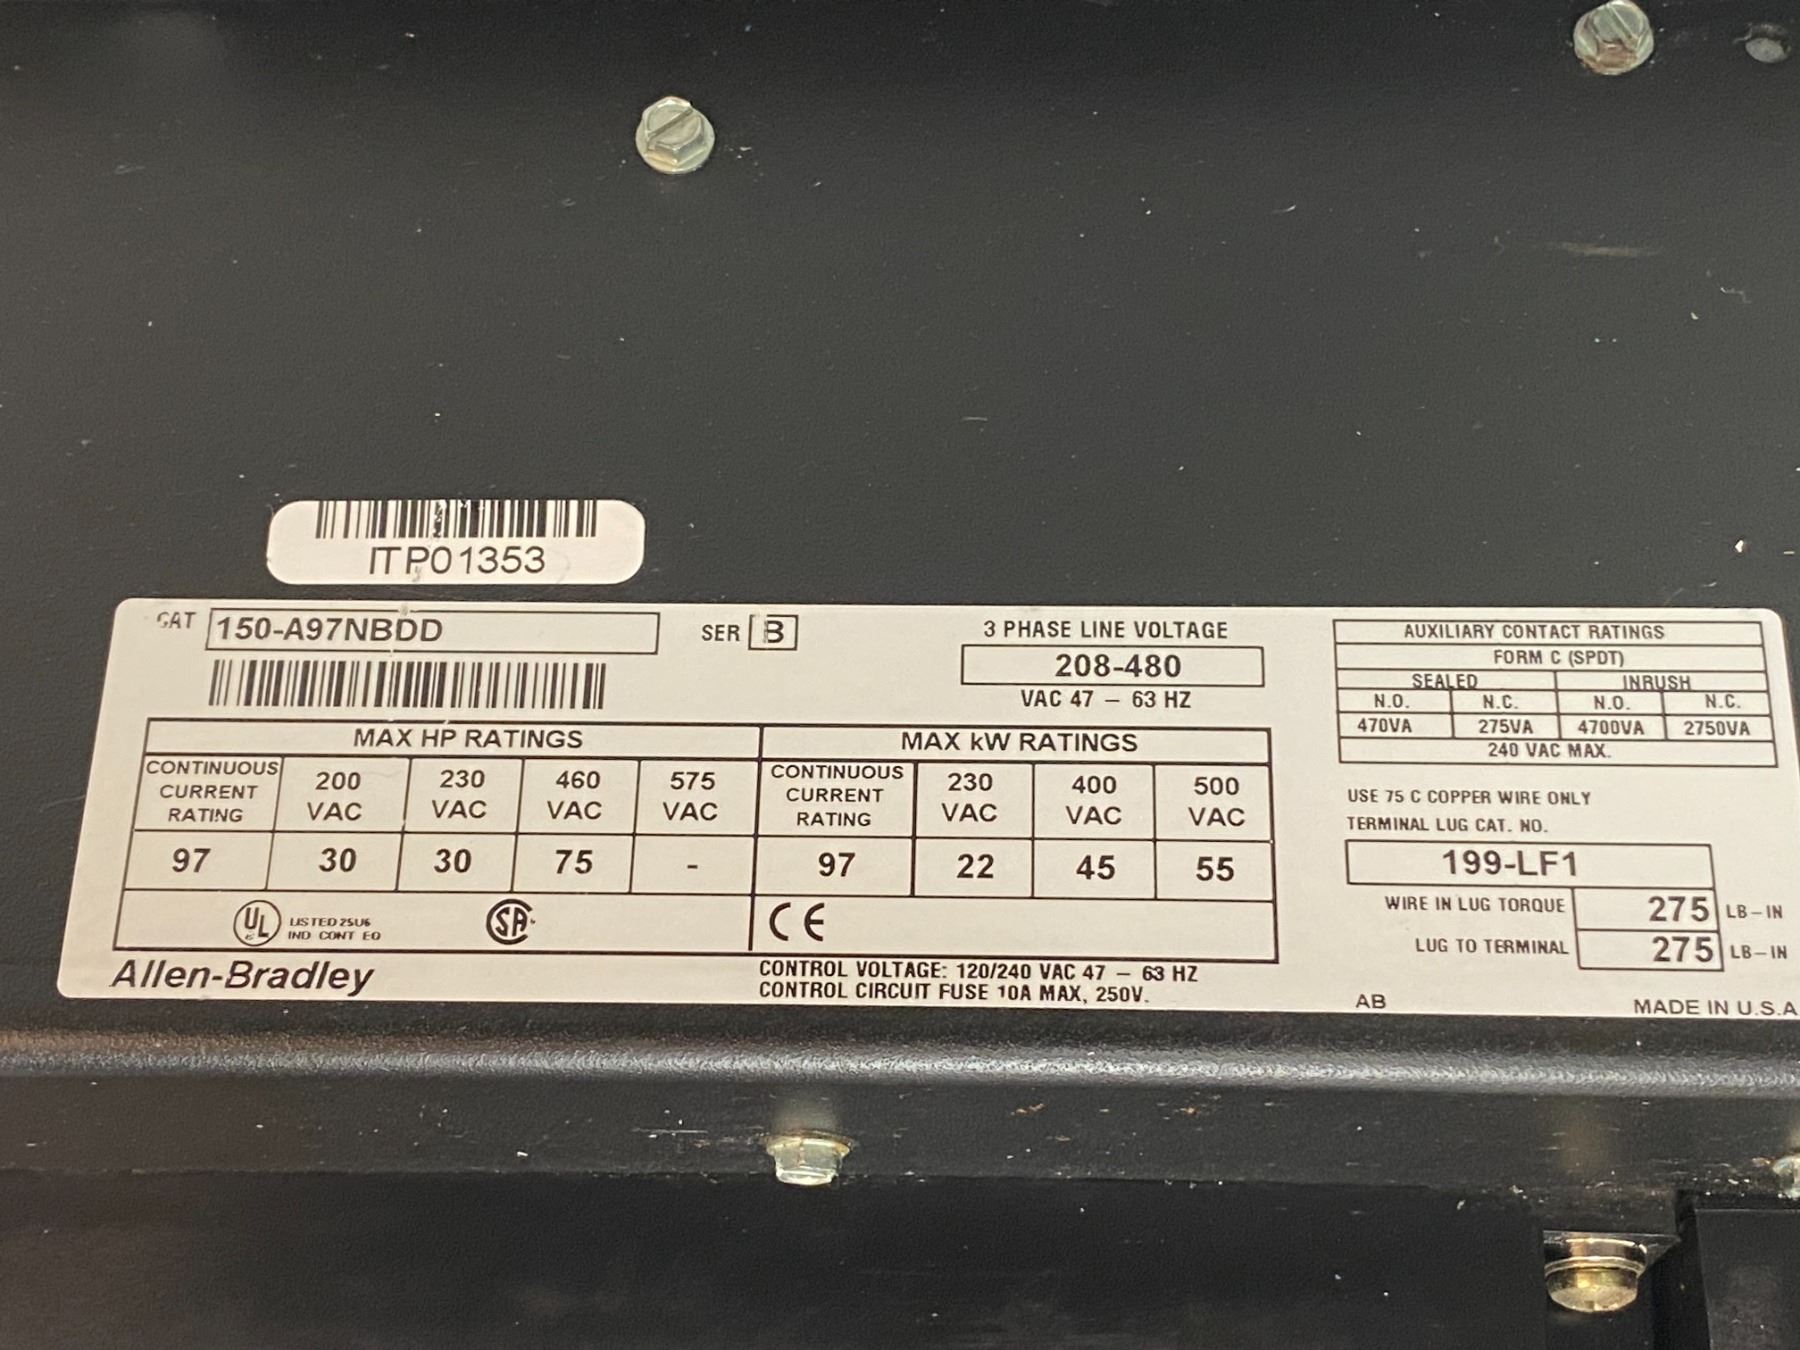 ITP01353
CAT 150-A97NBDD
SER B
3 PHASE LINE VOLTAGE
208-480
VAC 47 – 63 HZ
MAX HP RATINGS
CONTINUOUS CURRENT RATING 200 VAC 230 VAC 460 VAC 575 VAC
97 30 30 75 -
MAX kW RATINGS
CONTINUOUS CURRENT RATING 230 VAC 400 VAC 500 VAC
97 22 45 55
UL LISTED 25U6
IND CONT EQ
SA
CE
Allen-Bradley
CONTROL VOLTAGE: 120/240 VAC 47 – 63 HZ
CONTROL CIRCUIT FUSE 10A MAX, 250V.
AUXILIARY CONTACT RATINGS
FORM C (SPDT)
SEALED INRUSH
N.O. N.C. N.O. N.C.
470VA 275VA 4700VA 2750VA
240 VAC MAX.
USE 75 C COPPER WIRE ONLY
TERMINAL LUG CAT. NO.
199-LF1
WIRE IN LUG TORQUE 275 LB–IN
LUG TO TERMINAL 275 LB–IN
AB
MADE IN U.S.A